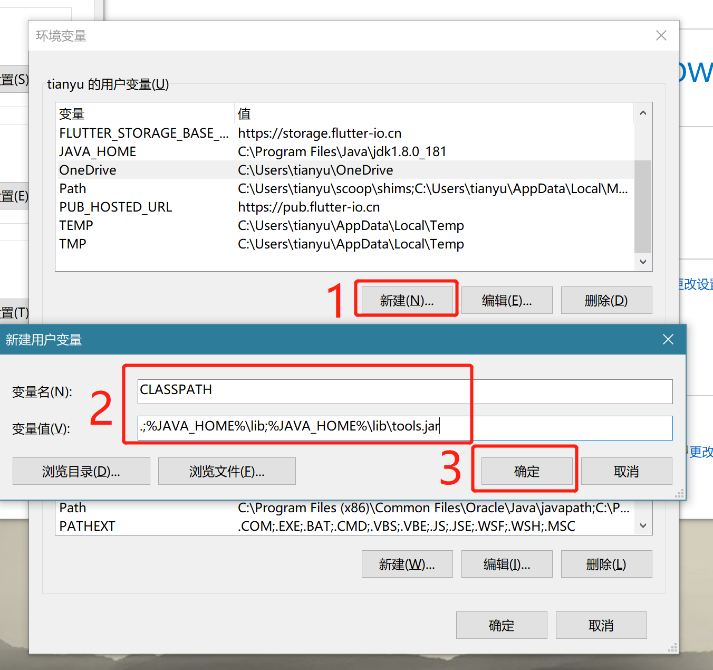 环境变量
置(S)
tianyu 的用户变量(U)
OW
变量 值
FLUTTER_STORAGE_BASE_... https://storage.flutter-io.cn
JAVA_HOME C:\Program Files\Java\jdk1.8.0_181
OneDrive C:\Users\tianyu\OneDrive
Path C:\Users\tianyu\scoop\shims;C:\Users\tianyu\AppData\Local\M...
置(E)
PUB_HOSTED_URL https://pub.flutter-io.cn
TEMP C:\Users\tianyu\AppData\Local\Temp
TMP C:\Users\tianyu\AppData\Local\Temp
更改设置
1 新建(N)... 编辑(E)... 删除(D)
置(T)
新建用户变量
2
变量名(N): CLASSPATH
变量值(V): .;%JAVA_HOME%\lib;%JAVA_HOME%\lib\tools.jar
更改
3
浏览目录(D)... 浏览文件(F)... 确定 取消
Path C:\Program Files (x86)\Common Files\Oracle\Java\javapath;C:\P...
PATHEXT .COM;.EXE;.BAT;.CMD;.VBS;.VBE;.JS;.JSE;.WSF;.WSH;.MSC
新建(W)... 编辑(I)... 删除(L)
确定 取消